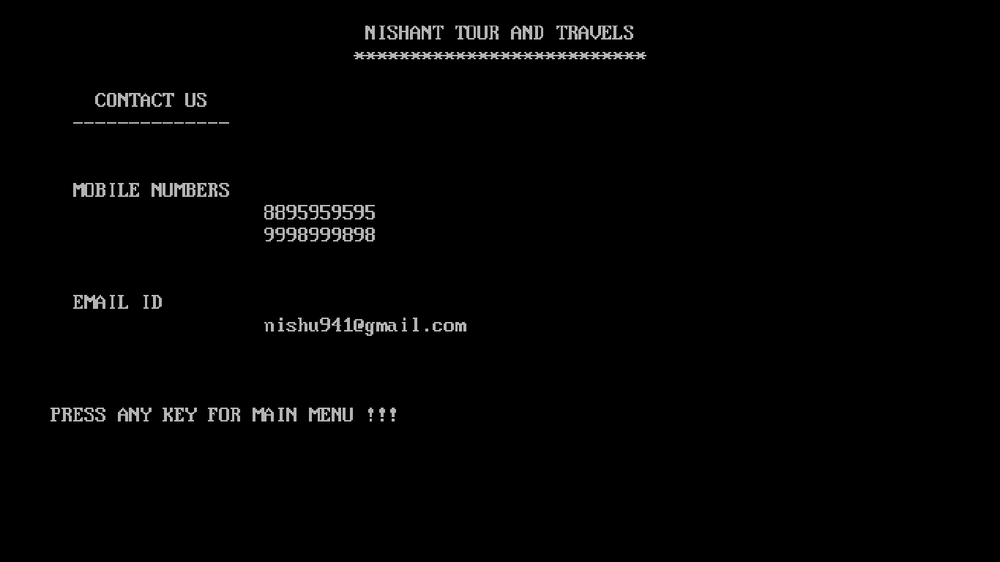 NISHANT TOUR AND TRAVELS
**************************
CONTACT US
--------------
MOBILE NUMBERS
8895959595
9998999898
EMAIL ID
nishu941@gmail.com
PRESS ANY KEY FOR MAIN MENU !!!